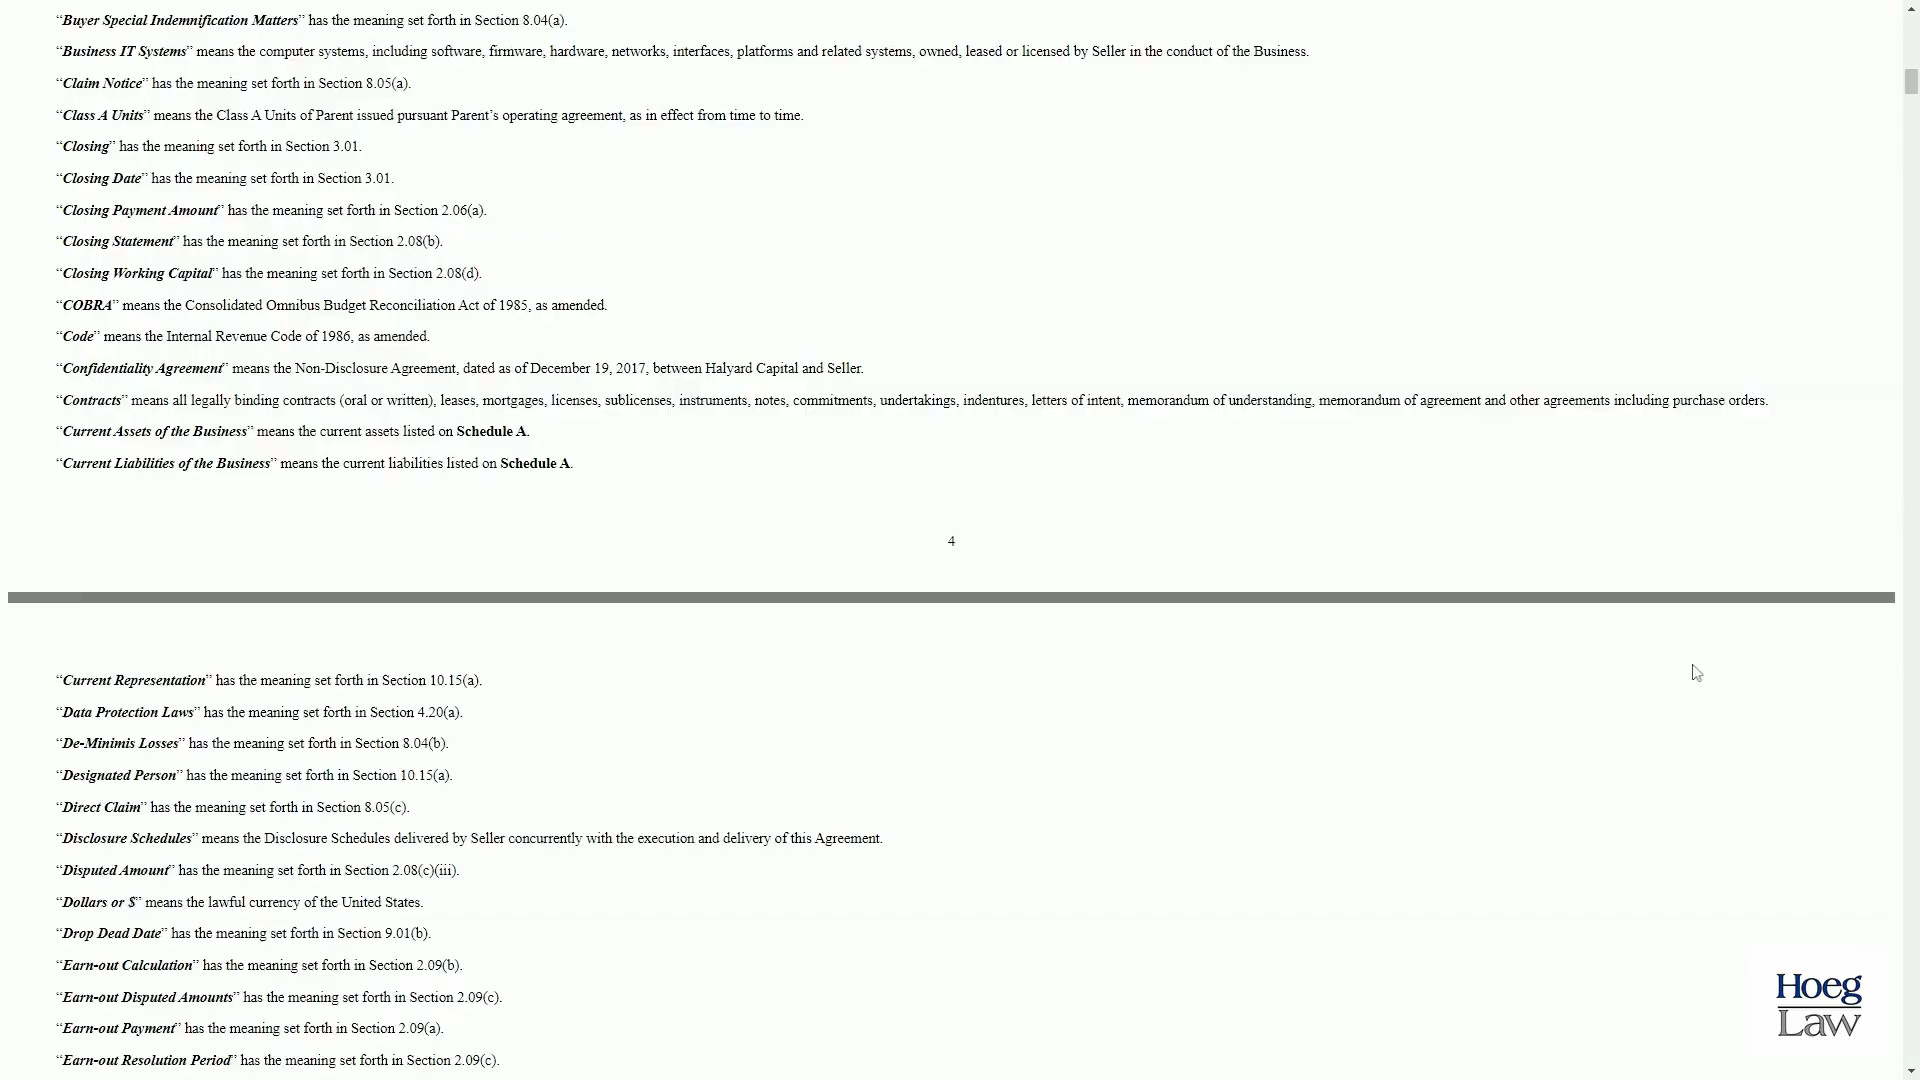 “Buyer Special Indemnification Matters” has the meaning set forth in Section 8.04(a).
“Business IT Systems” means the computer systems, including software, firmware, hardware, networks, interfaces, platforms and related systems, owned, leased or licensed by Seller in the conduct of the Business.
“Claim Notice” has the meaning set forth in Section 8.05(a).
“Class A Units” means the Class A Units of Parent issued pursuant Parent’s operating agreement, as in effect from time to time.
“Closing” has the meaning set forth in Section 3.01.
“Closing Date” has the meaning set forth in Section 3.01.
“Closing Payment Amount” has the meaning set forth in Section 2.06(a).
“Closing Statement” has the meaning set forth in Section 2.08(b).
“Closing Working Capital” has the meaning set forth in Section 2.08(d).
“COBRA” means the Consolidated Omnibus Budget Reconciliation Act of 1985, as amended.
“Code” means the Internal Revenue Code of 1986, as amended.
“Confidentiality Agreement” means the Non-Disclosure Agreement, dated as of December 19, 2017, between Halyard Capital and Seller.
“Contracts” means all legally binding contracts (oral or written), leases, mortgages, licenses, sublicenses, instruments, notes, commitments, undertakings, indentures, letters of intent, memorandum of understanding, memorandum of agreement and other agreements including purchase orders.
“Current Assets of the Business” means the current assets listed on Schedule A.
“Current Liabilities of the Business” means the current liabilities listed on Schedule A.
4
“Current Representation” has the meaning set forth in Section 10.15(a).
“Data Protection Laws” has the meaning set forth in Section 4.20(a).
“De-Minimis Losses” has the meaning set forth in Section 8.04(b).
“Designated Person” has the meaning set forth in Section 10.15(a).
“Direct Claim” has the meaning set forth in Section 8.05(c).
“Disclosure Schedules” means the Disclosure Schedules delivered by Seller concurrently with the execution and delivery of this Agreement.
“Disputed Amount” has the meaning set forth in Section 2.08(c)(iii).
“Dollars or $” means the lawful currency of the United States.
“Drop Dead Date” has the meaning set forth in Section 9.01(b).
“Earn-out Calculation” has the meaning set forth in Section 2.09(b).
“Earn-out Disputed Amounts” has the meaning set forth in Section 2.09(c).
“Earn-out Payment” has the meaning set forth in Section 2.09(a).
“Earn-out Resolution Period” has the meaning set forth in Section 2.09(c).
Hoeg
Law